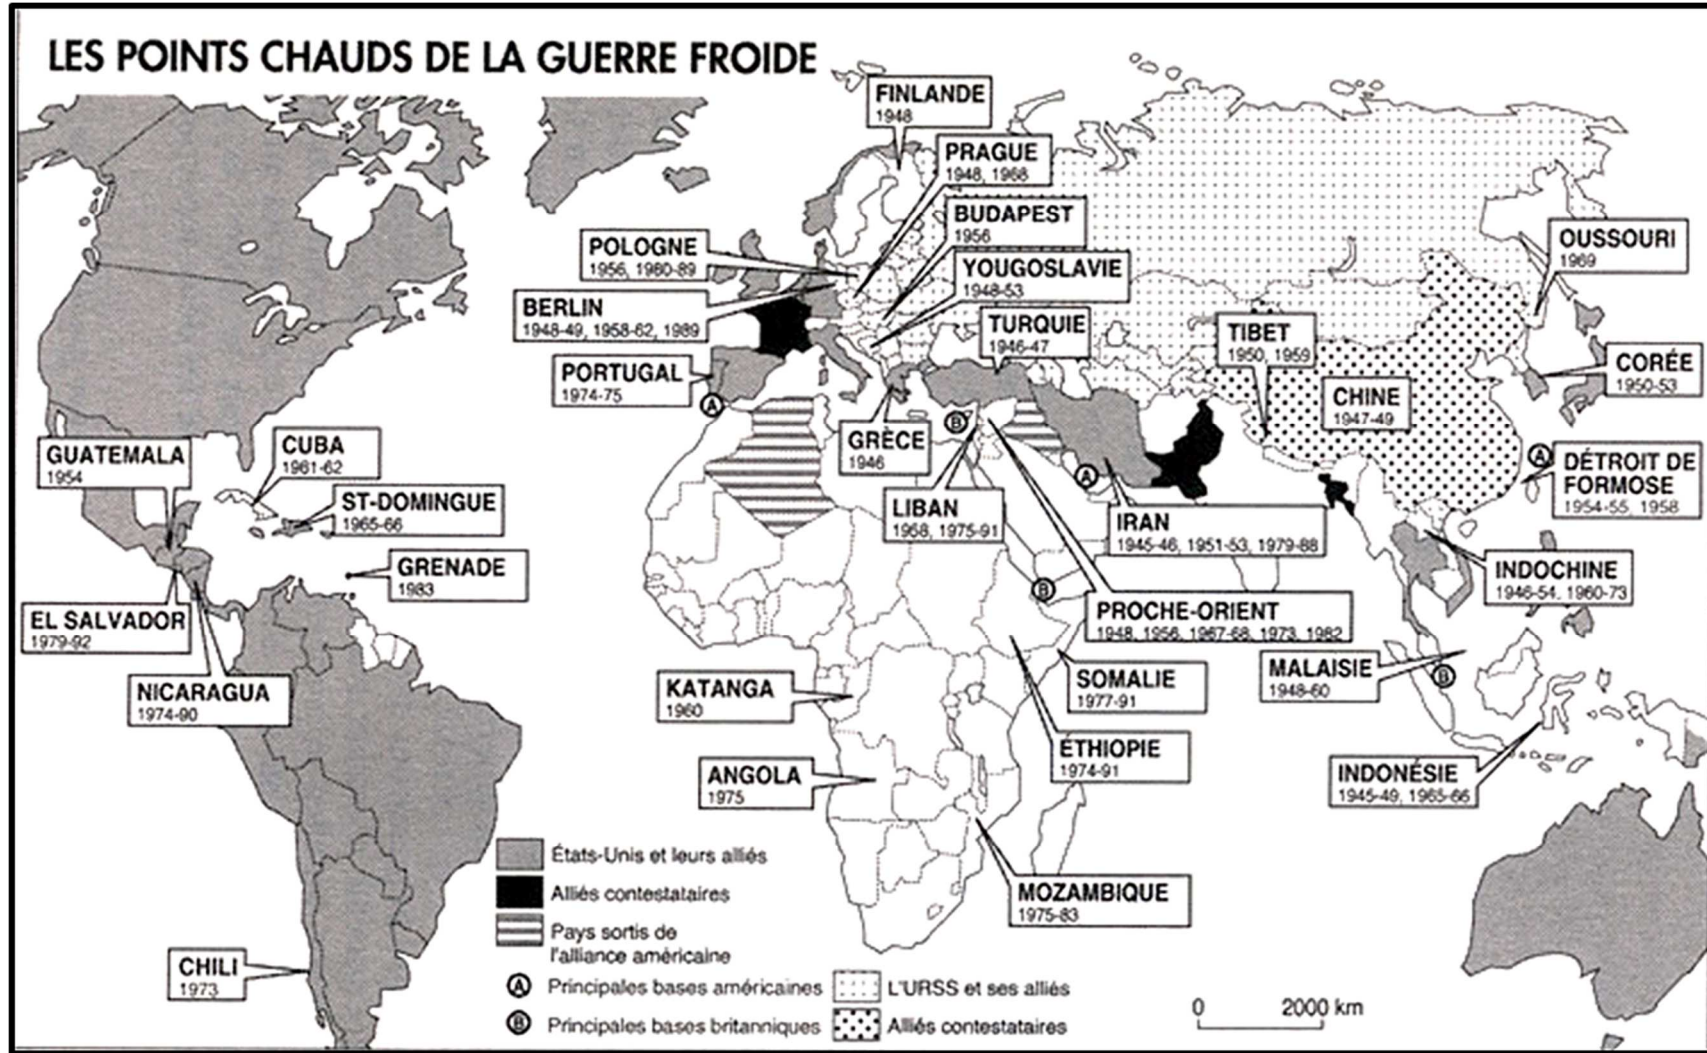 LES POINTS CHAUDS DE LA GUERRE FROIDE
FINLANDE
1948
PRAGUE
1948, 1968
BUDAPEST
1956
POLOGNE
1956, 1980-89
YOUGOSLAVIE
1948-53
OUSSOURI
1969
BERLIN
1948-49, 1958-62, 1989
TURQUIE
1946-47
TIBET
1950, 1959
CORÉE
1950-53
PORTUGAL
1974-75
CHINE
1947-49
A
B
GRÈCE
1946
CUBA
1961-62
GUATEMALA
1954
A
A
DÉTROIT DE
FORMOSE
1954-55, 1958
ST-DOMINGUE
1965-66
LIBAN
1958, 1975-91
IRAN
1945-46, 1951-53, 1979-88
INDOCHINE
1946-54, 1960-73
GRENADE
1983
B
EL SALVADOR
1979-92
PROCHE-ORIENT
1948, 1956, 1967-68, 1973, 1982
NICARAGUA
1974-90
KATANGA
1960
SOMALIE
1977-91
MALAISIE
1948-60
B
ÉTHIOPIE
1974-91
ANGOLA
1975
INDONÉSIE
1945-49, 1965-66
MOZAMBIQUE
1975-83
CHILI
1973
États-Unis et leurs alliés
Alliés contestataires
Pays sortis de
l'alliance américaine
A Principales bases américaines
B Principales bases britanniques
L'URSS et ses alliés
Alliés contestataires
0 2000 km